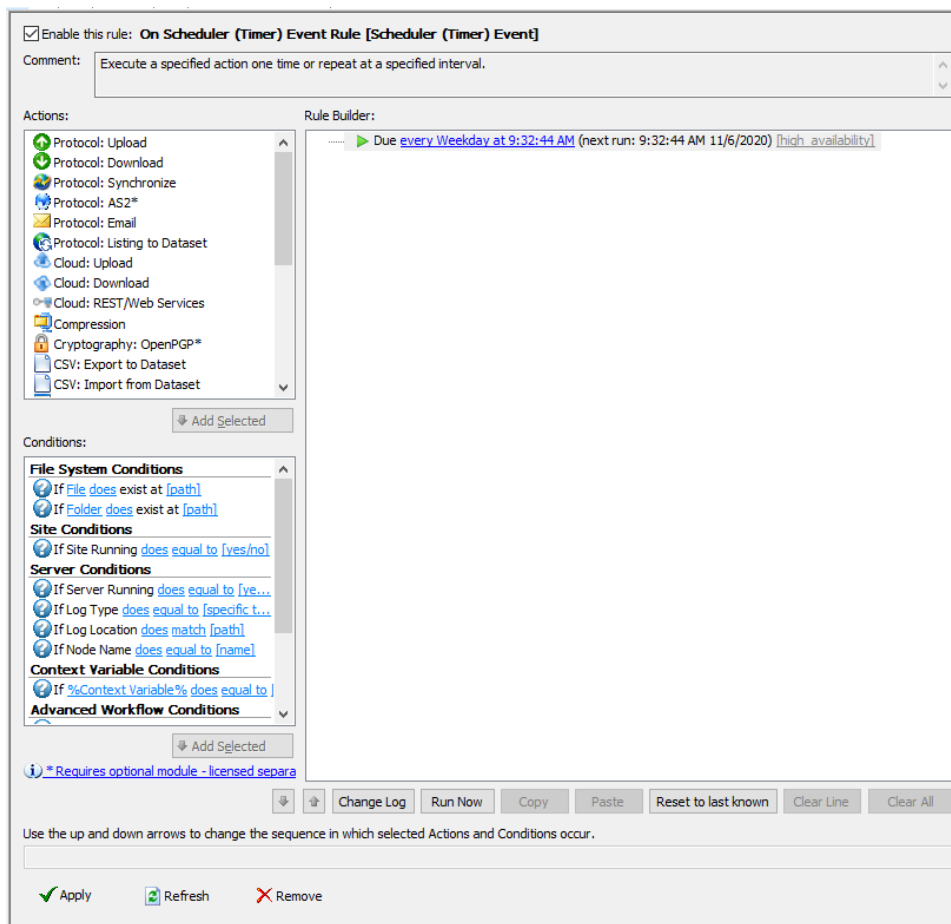 Enable this rule: On Scheduler (Timer) Event Rule [Scheduler (Timer) Event]
Comment: Execute a specified action one time or repeat at a specified interval.
Actions:
Protocol: Upload
Protocol: Download
Protocol: Synchronize
Protocol: AS2*
Protocol: Email
Protocol: Listing to Dataset
Cloud: Upload
Cloud: Download
Cloud: REST/Web Services
Compression
Cryptography: OpenPGP*
CSV: Export to Dataset
CSV: Import from Dataset
Add Selected
Conditions:
File System Conditions
If File does exist at [path]
If Folder does exist at [path]
Site Conditions
If Site Running does equal to [yes/no]
Server Conditions
If Server Running does equal to [ye...
If Log Type does equal to [specific t...
If Log Location does match [path]
If Node Name does equal to [name]
Context Variable Conditions
If %Context Variable% does equal to [
Advanced Workflow Conditions
Add Selected
* Requires optional module - licensed separa
Rule Builder:
Due every Weekday at 9:32:44 AM (next run: 9:32:44 AM 11/6/2020) [high_availability]
Change Log Run Now Copy Paste Reset to last known Clear Line Clear All
Use the up and down arrows to change the sequence in which selected Actions and Conditions occur.
Apply Refresh Remove